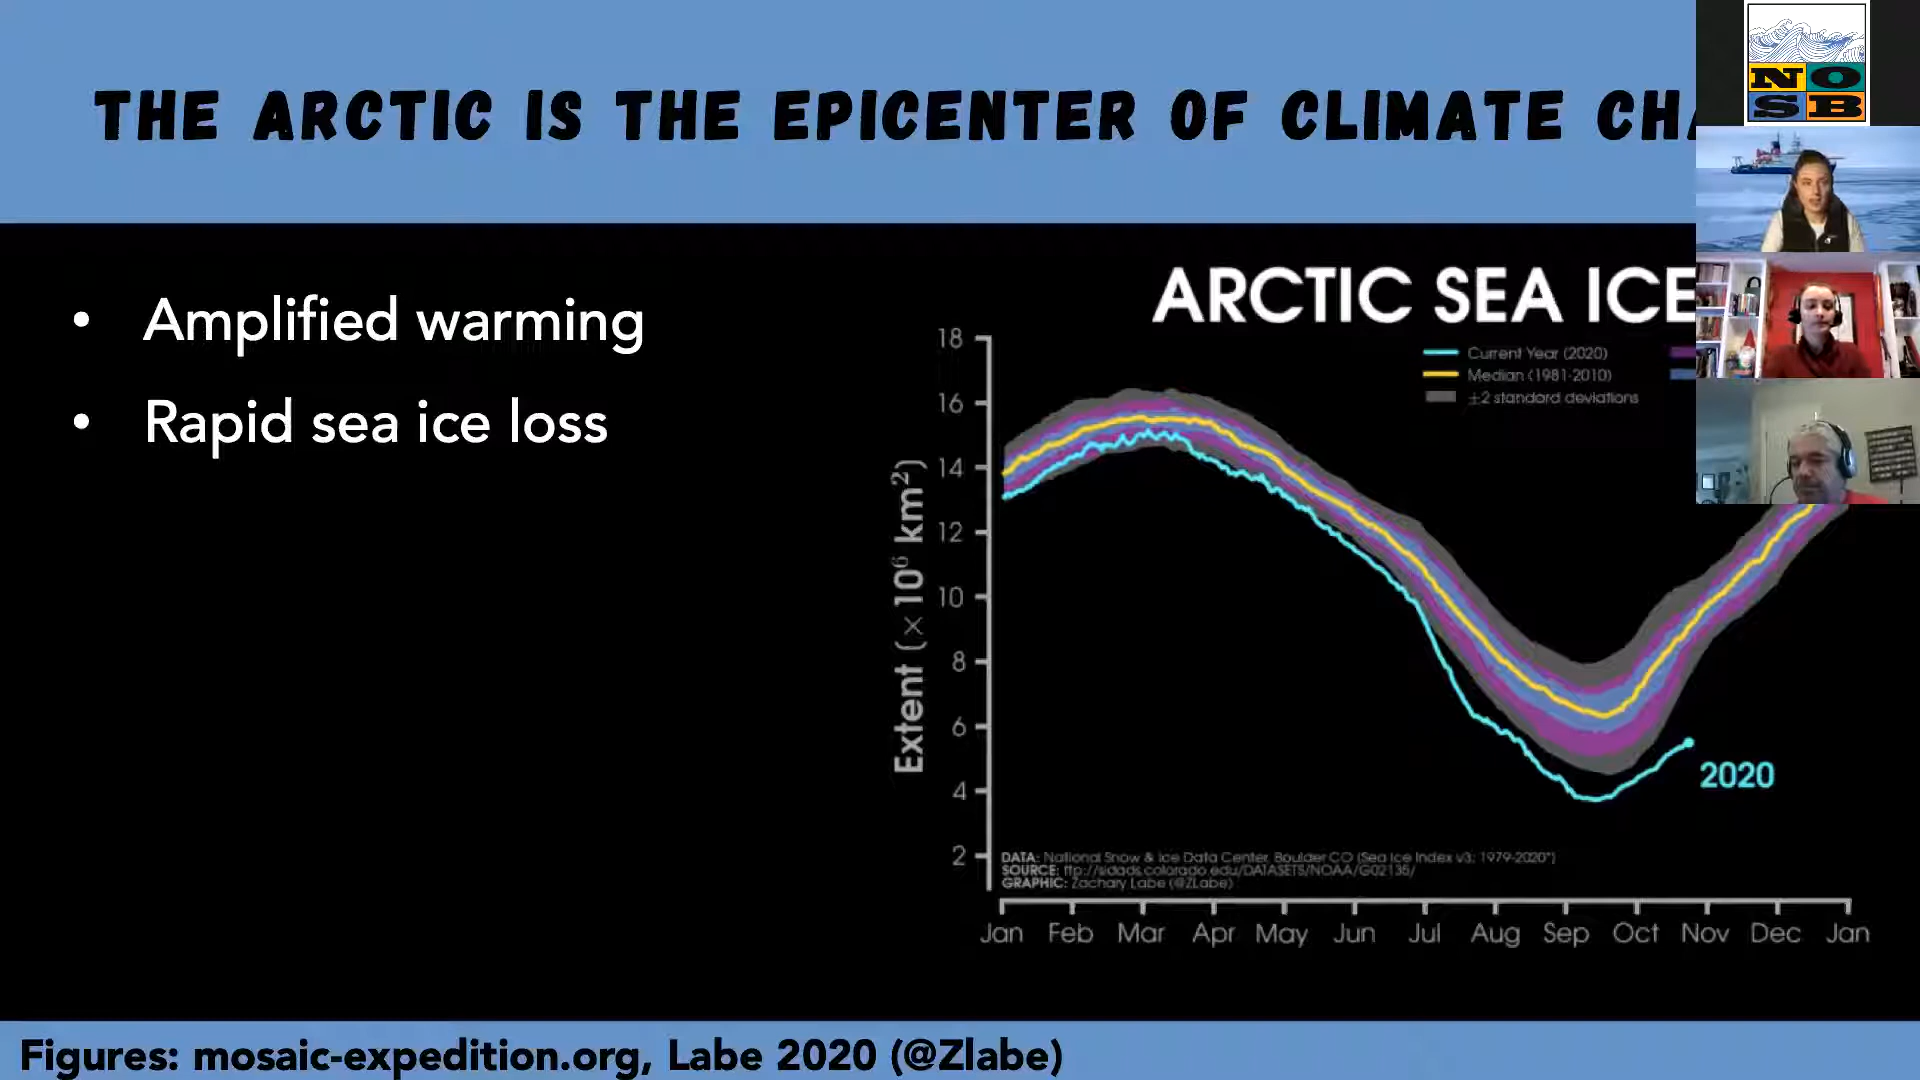 THE ARCTIC IS THE EPICENTER OF CLIMATE CHA
NO
SB
• Amplified warming
• Rapid sea ice loss
ARCTIC SEA ICE
Current Year (2020)
Median (1981-2010)
±2 standard deviations
Extent (×10⁶ km²)
18
16
14
12
10
8
6
4
2
2020
DATA: National Snow & Ice Data Center, Boulder CO (Sea Ice Index v3: 1979-2020*)
SOURCE: ftp://sidads.colorado.edu/DATASETS/NOAA/G02135/
GRAPHIC: Zachary Labe (@ZLabe)
Jan Feb Mar Apr May Jun Jul Aug Sep Oct Nov Dec Jan
Figures: mosaic-expedition.org, Labe 2020 (@Zlabe)